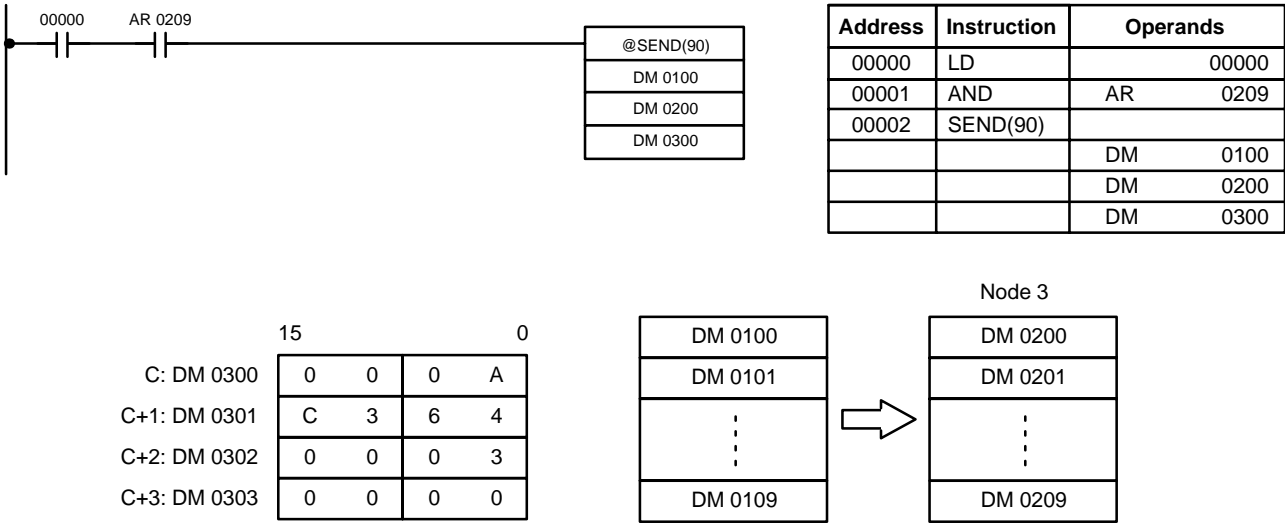 00000 AR 0209
@SEND(90)
DM 0100
DM 0200
DM 0300
Address Instruction Operands
00000 LD 00000
00001 AND AR 0209
00002 SEND(90)
DM 0100
DM 0200
DM 0300
15 0
C: DM 0300 0 0 0 A
C+1: DM 0301 C 3 6 4
C+2: DM 0302 0 0 0 3
C+3: DM 0303 0 0 0 0
DM 0100
DM 0101
DM 0109
Node 3
DM 0200
DM 0201
DM 0209